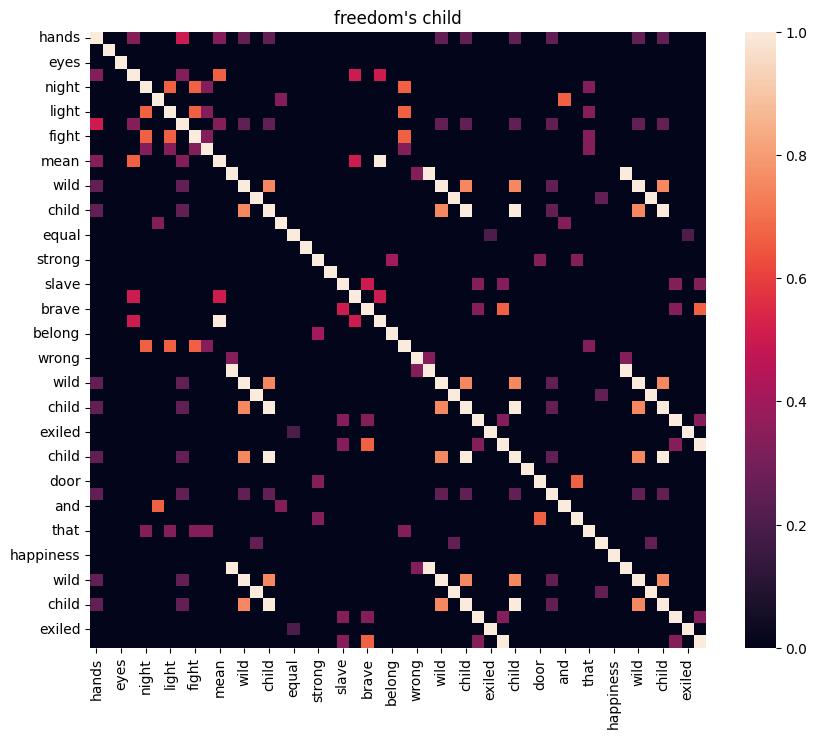 freedom's child
hands
eyes
night
light
fight
mean
wild
child
equal
strong
slave
brave
belong
wrong
wild
child
exiled
child
door
and
that
happiness
wild
child
exiled
hands
eyes
night
light
fight
mean
wild
child
equal
strong
slave
brave
belong
wrong
wild
child
exiled
child
door
and
that
happiness
wild
child
exiled
1.0
0.8
0.6
0.4
0.2
0.0